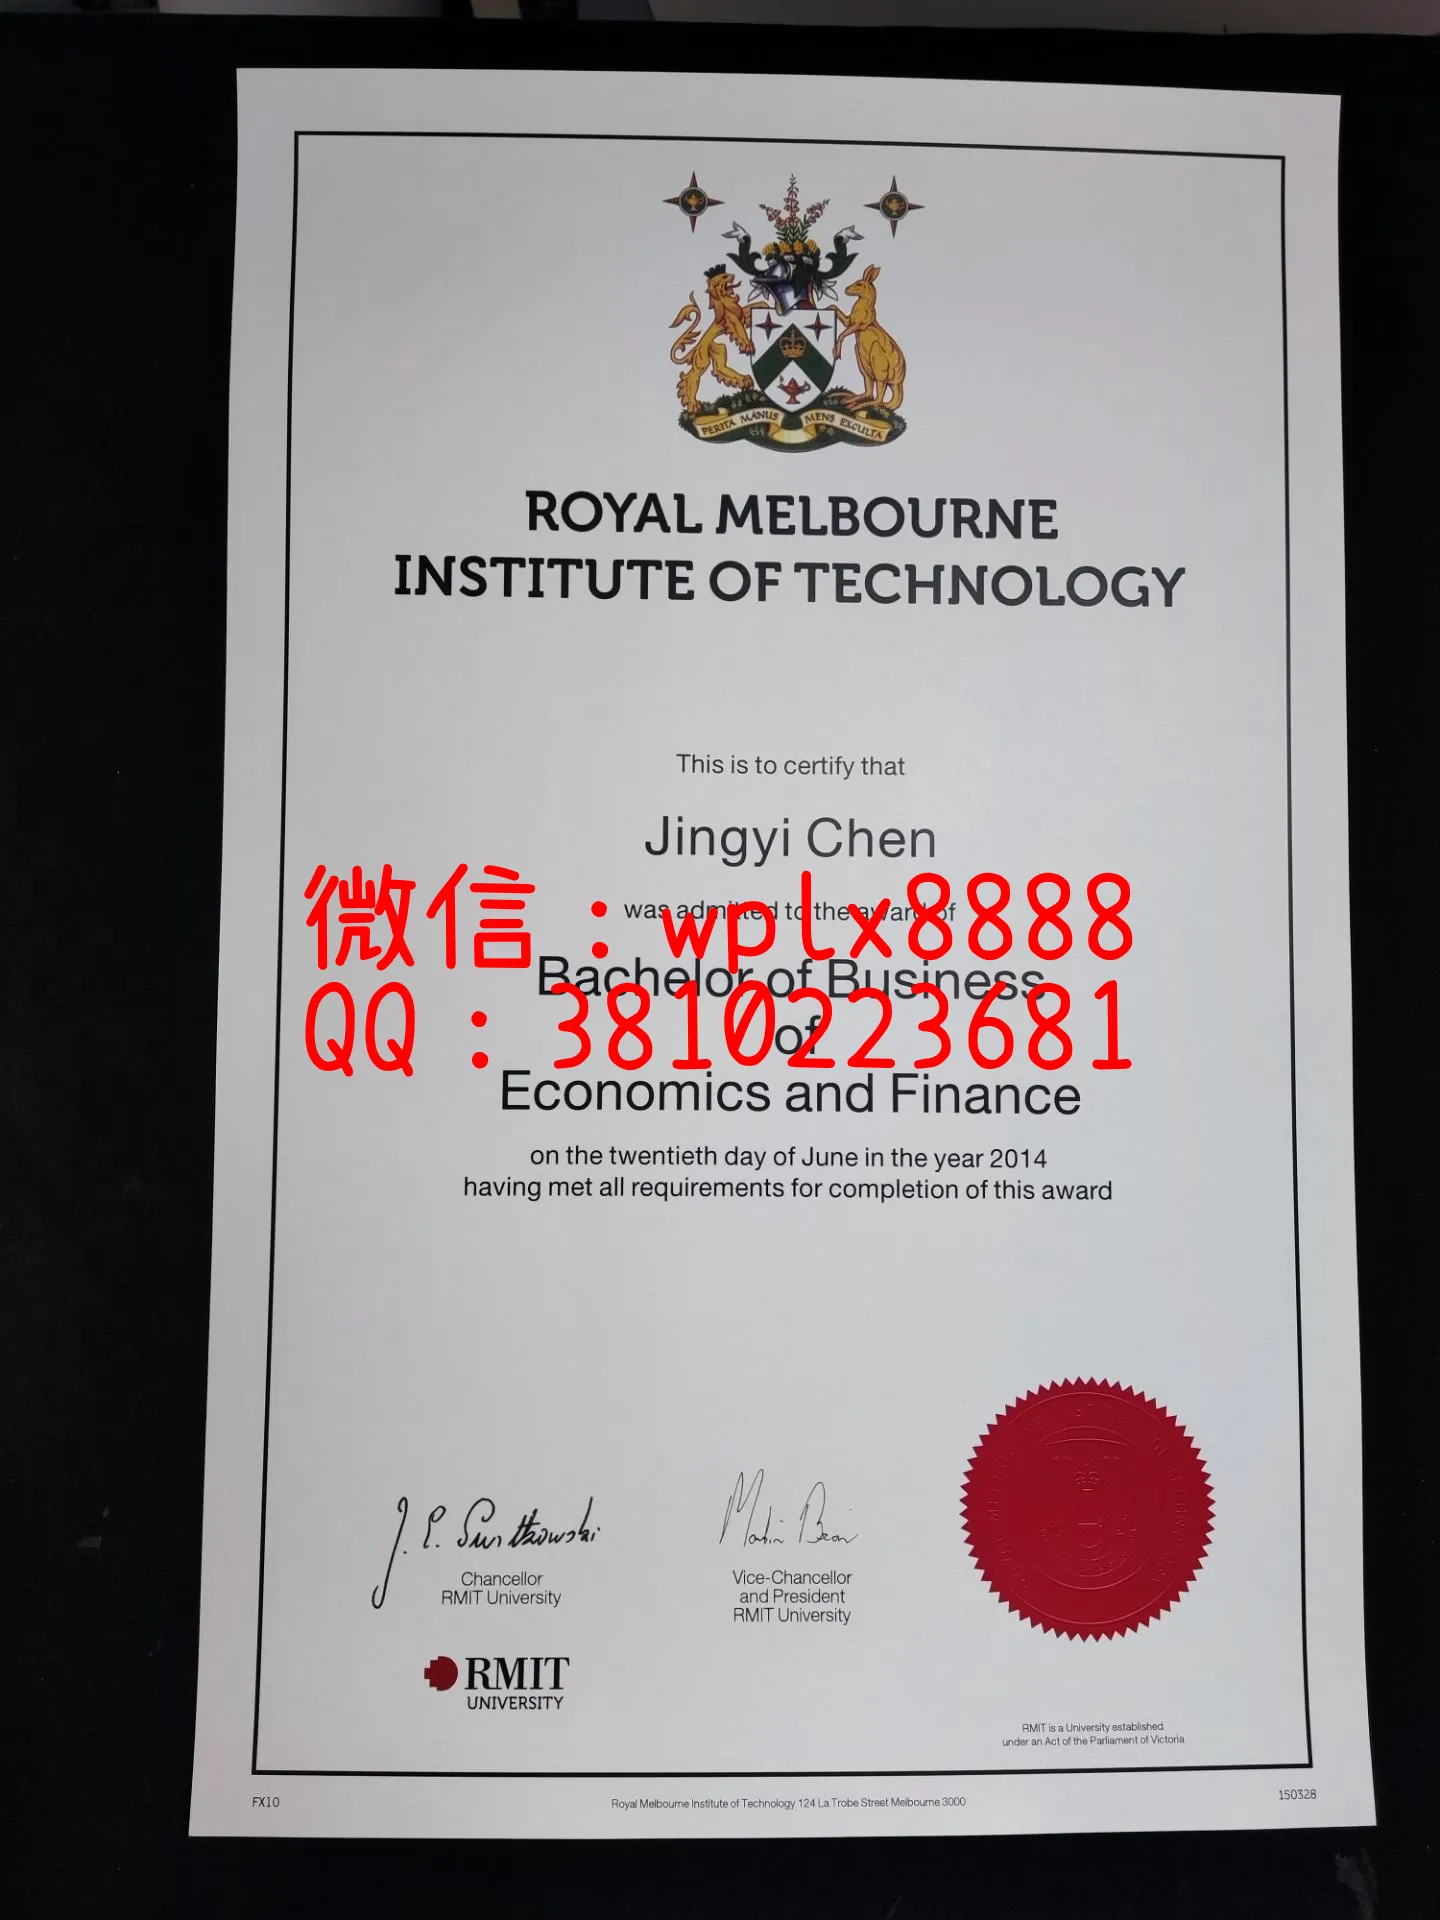 PERITA MANUS MENS EXCULTA
ROYAL MELBOURNE
INSTITUTE OF TECHNOLOGY
This is to certify that
Jingyi Chen
was admitted to the award of
微信：wplx8888
Bachelor of Business
QQ：3810223681
of
Economics and Finance
on the twentieth day of June in the year 2014
having met all requirements for completion of this award
Chancellor
RMIT University
Vice-Chancellor
and President
RMIT University
RMIT
UNIVERSITY
RMIT is a University established
under an Act of the Parliament of Victoria
FX10
Royal Melbourne Institute of Technology 124 La Trobe Street Melbourne 3000
150328